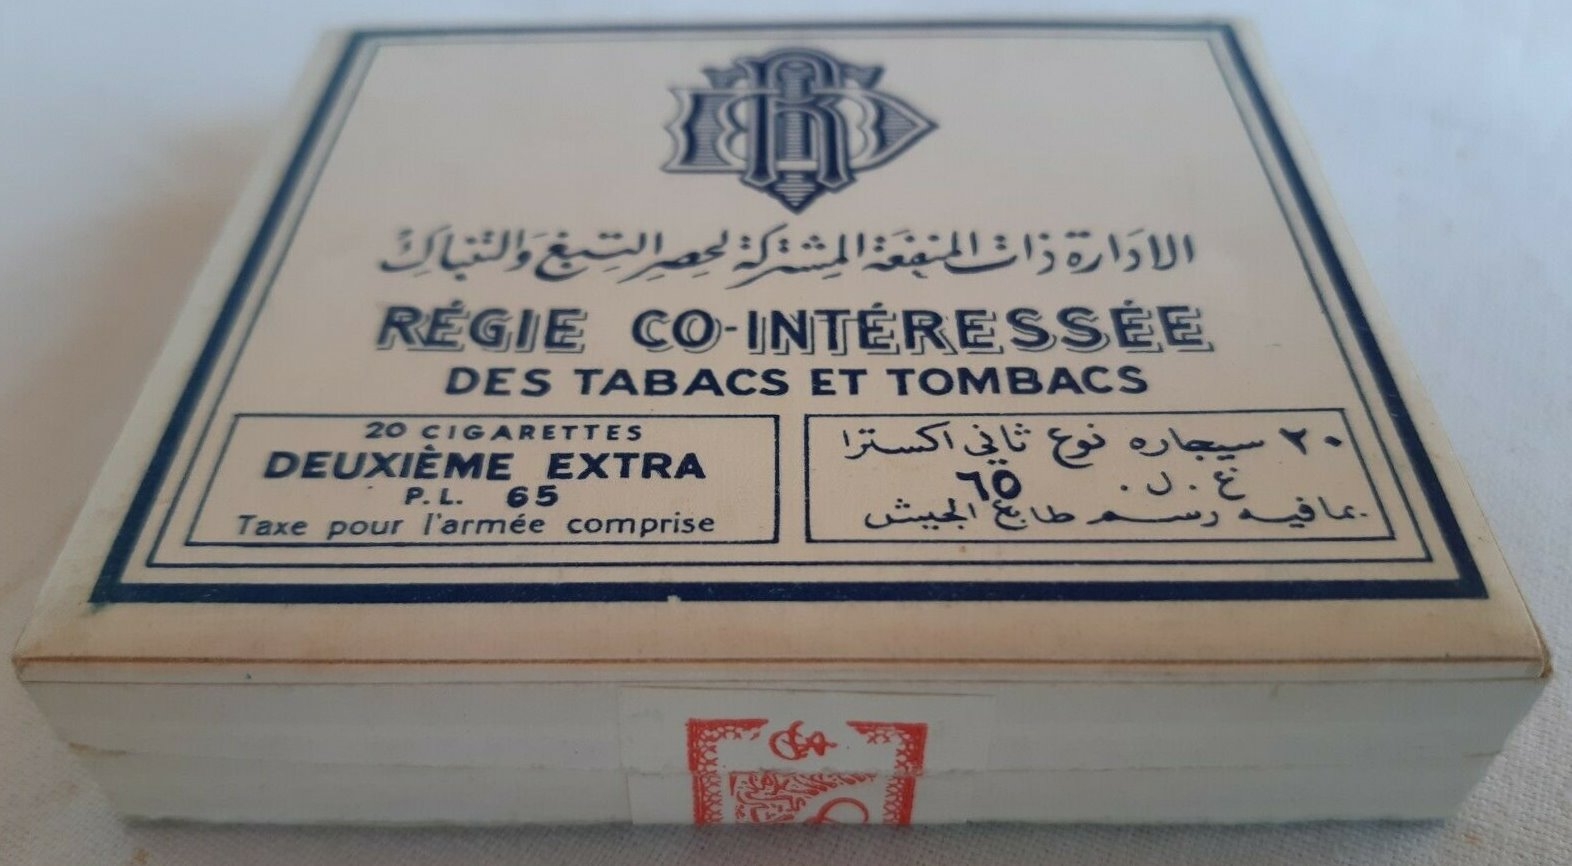 الادارة ذات المنفعة المشتركة لحصر التبغ والتنباك
RÉGIE CO-INTÉRESSÉE
DES TABACS ET TOMBACS
20 CIGARETTES
DEUXIÈME EXTRA
P.L. 65
Taxe pour l'armée comprise
٢٠ سيجاره نوع ثاني اكسترا
غ . ل . ٦٥
بمافيه رسم طابع الجيش